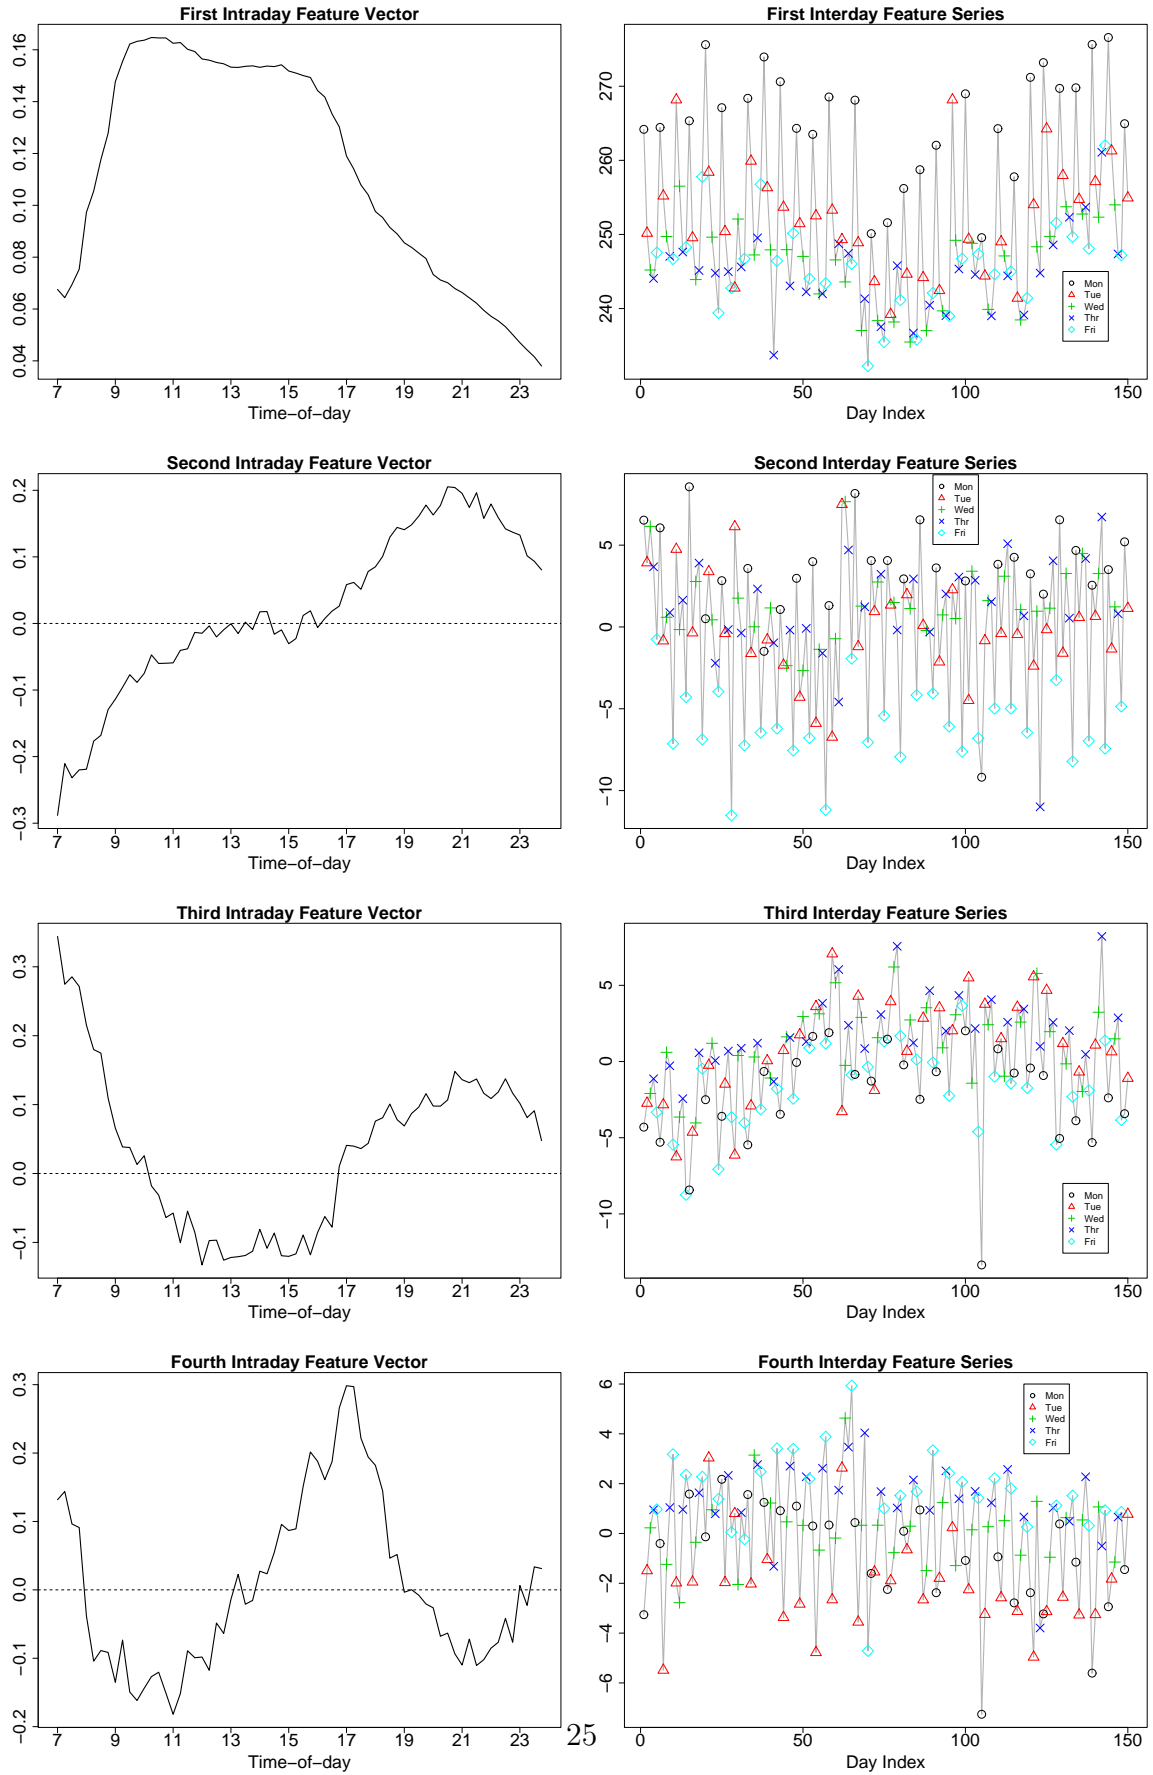 First Intraday Feature Vector
0.04 0.06 0.08 0.10 0.12 0.14 0.16
7 9 11 13 15 17 19 21 23
Time−of−day
First Interday Feature Series
240 250 260 270
Mon
Tue
Wed
Thr
Fri
0 50 100 150
Day Index
Second Intraday Feature Vector
−0.3 −0.2 −0.1 0.0 0.1 0.2
7 9 11 13 15 17 19 21 23
Time−of−day
Second Interday Feature Series
−10 −5 0 5
Mon
Tue
Wed
Thr
Fri
0 50 100 150
Day Index
Third Intraday Feature Vector
−0.1 0.0 0.1 0.2 0.3
7 9 11 13 15 17 19 21 23
Time−of−day
Third Interday Feature Series
−10 −5 0 5
Mon
Tue
Wed
Thr
Fri
0 50 100 150
Day Index
Fourth Intraday Feature Vector
−0.2 −0.1 0.0 0.1 0.2 0.3
7 9 11 13 15 17 19 21 23
Time−of−day
Fourth Interday Feature Series
−6 −4 −2 0 2 4 6
Mon
Tue
Wed
Thr
Fri
0 50 100 150
Day Index
25